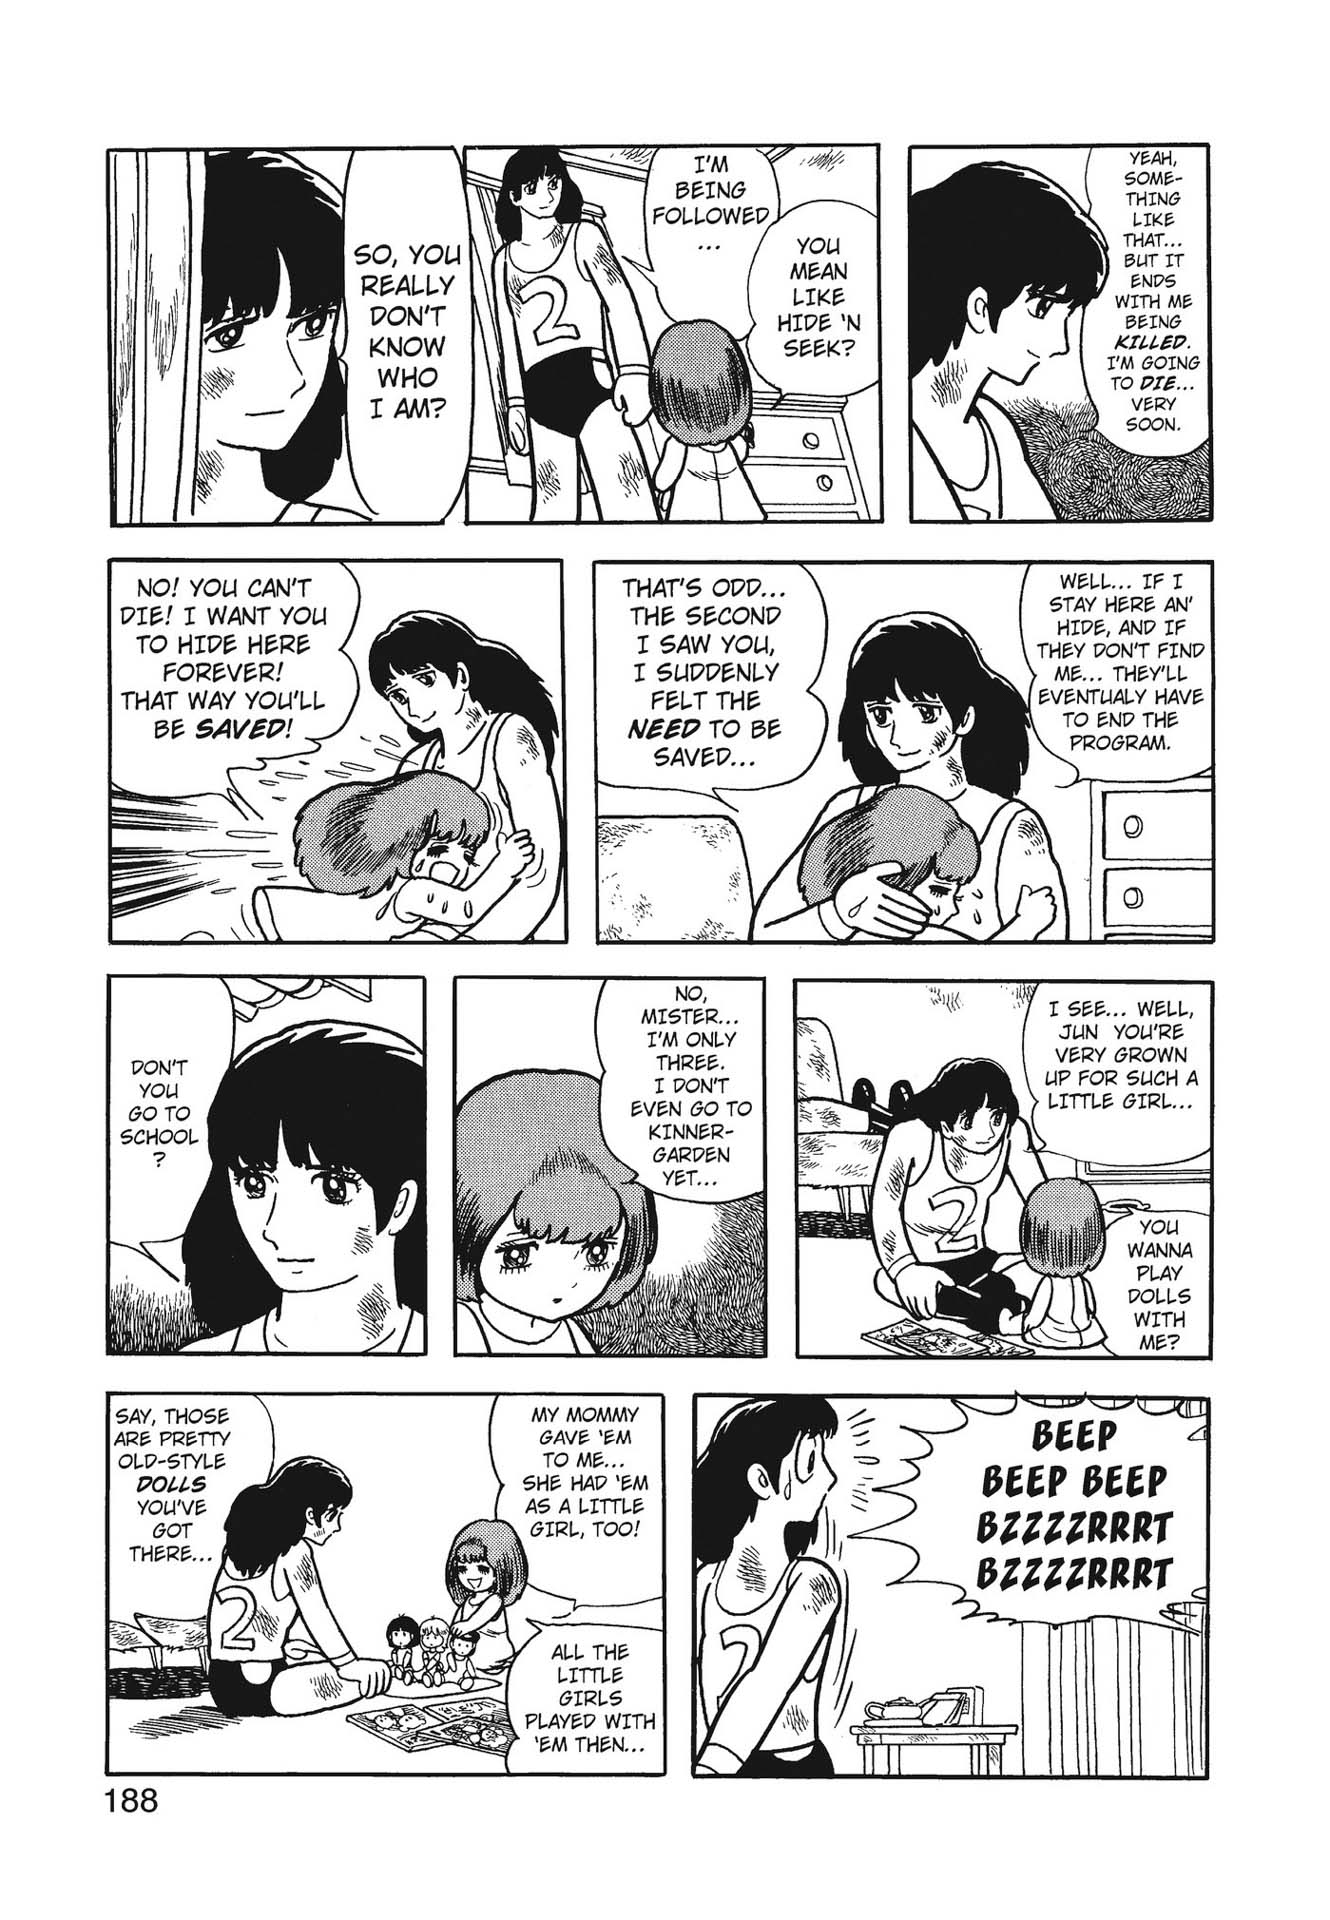 SO, YOU
REALLY
DON'T
KNOW
WHO
I AM?
2
I'M
BEING
FOLLOWED
...
YOU
MEAN
LIKE
HIDE 'N
SEEK?
YEAH,
SOME-
THING
LIKE
THAT...
BUT IT
ENDS
WITH ME
BEING
KILLED.
I'M GOING
TO DIE...
VERY
SOON.
NO! YOU CAN'T
DIE! I WANT YOU
TO HIDE HERE
FOREVER!
THAT WAY YOU'LL
BE SAVED!
THAT'S ODD...
THE SECOND
I SAW YOU,
I SUDDENLY
FELT THE
NEED TO BE
SAVED...
WELL... IF I
STAY HERE AN'
HIDE, AND IF
THEY DON'T FIND
ME... THEY'LL
EVENTUALY HAVE
TO END THE
PROGRAM.
DON'T
YOU
GO TO
SCHOOL
?
NO,
MISTER...
I'M ONLY
THREE.
I DON'T
EVEN GO TO
KINNER-
GARDEN
YET...
I SEE... WELL,
JUN YOU'RE
VERY GROWN
UP FOR SUCH A
LITTLE GIRL...
2
YOU
WANNA
PLAY
DOLLS
WITH
ME?
SAY, THOSE
ARE PRETTY
OLD-STYLE
DOLLS
YOU'VE
GOT
THERE...
2
MY MOMMY
GAVE 'EM
TO ME...
SHE HAD 'EM
AS A LITTLE
GIRL, TOO!
ALL THE
LITTLE
GIRLS
PLAYED WITH
'EM THEN...
BEEP
BEEP BEEP
BZZZZRRRT
BZZZZRRRT
2
188